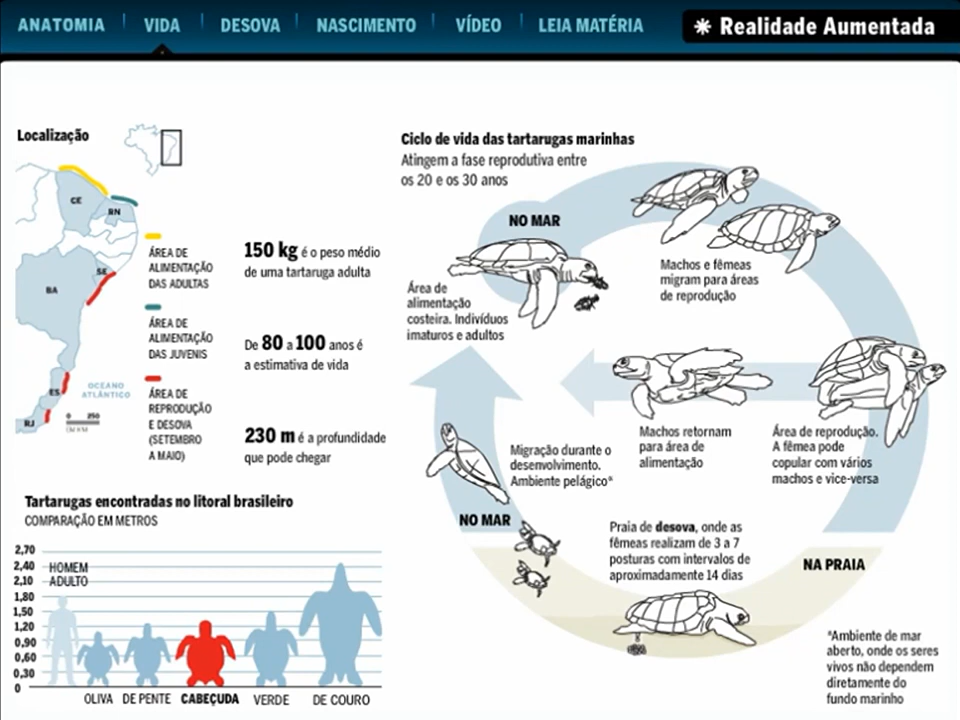 ANATOMIA
VIDA
DESOVA
NASCIMENTO
VÍDEO
LEIA MATÉRIA
✱ Realidade Aumentada
Localização
CE
RN
SE
BA
ES
RJ
OCEANO
ATLÂNTICO
0 250
ÁREA DE
ALIMENTAÇÃO
DAS ADULTAS
ÁREA DE
ALIMENTAÇÃO
DAS JUVENIS
ÁREA DE
REPRODUÇÃO
E DESOVA
(SETEMBRO
A MAIO)
150 kg é o peso médio
de uma tartaruga adulta
De 80 a 100 anos é
a estimativa de vida
230 m é a profundidade
que pode chegar
Ciclo de vida das tartarugas marinhas
Atingem a fase reprodutiva entre
os 20 e os 30 anos
NO MAR
Área de
alimentação
costeira. Indivíduos
imaturos e adultos
Machos e fêmeas
migram para áreas
de reprodução
Machos retornam
para área de
alimentação
Área de reprodução.
A fêmea pode
copular com vários
machos e vice-versa
Migração durante o
desenvolvimento.
Ambiente pelágico*
NO MAR
Praia de desova, onde as
fêmeas realizam de 3 a 7
posturas com intervalos de
aproximadamente 14 dias
NA PRAIA
*Ambiente de mar
aberto, onde os seres
vivos não dependem
diretamente do
fundo marinho
Tartarugas encontradas no litoral brasileiro
COMPARAÇÃO EM METROS
2,70
2,40
2,10
1,80
1,50
1,20
0,90
0,60
0,30
0
HOMEM
ADULTO
OLIVA
DE PENTE
CABEÇUDA
VERDE
DE COURO